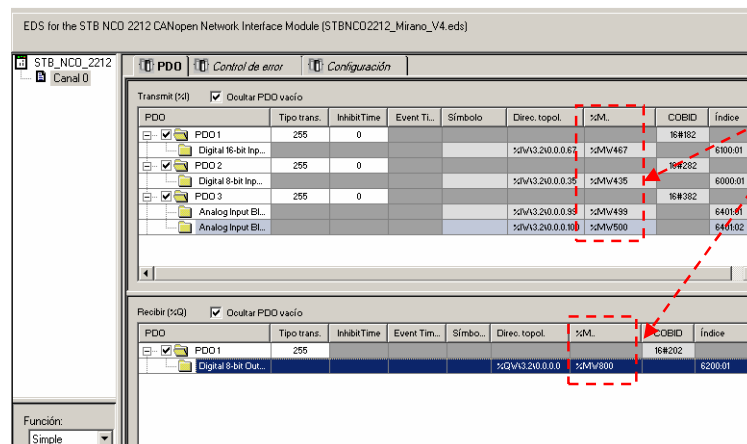 EDS for the STB NCO 2212 CANopen Network Interface Module (STBNCO2212_Mirano_V4.eds)
STB_NCO_2212
Canal 0
PDO Control de error Configuración
Transmit (%I) Ocultar PDO vacío
PDO Tipo trans. Inhibit Time Event Ti... Símbolo Direc. topol. %M.. COBID Índice
PDO 1 255 0 16#182
Digital 16-bit Inp... %IW\3.2\0.0.0.67 %MW467 6100:01
PDO 2 255 0 16#282
Digital 8-bit Inp... %IW\3.2\0.0.0.35 %MW435 6000:01
PDO 3 255 0 16#382
Analog Input Bl... %IW\3.2\0.0.0.99 %MW499 6401:01
Analog Input Bl... %IW\3.2\0.0.0.100 %MW500 6401:02
Recibir (%Q) Ocultar PDO vacío
PDO Tipo trans. Inhibit Time Event Tim... Símbo... Direc. topol. %M.. COBID Índice
PDO 1 255 16#202
Digital 8-bit Out... %QW\3.2\0.0.0.0 %MW800 6200:01
Función:
Simple